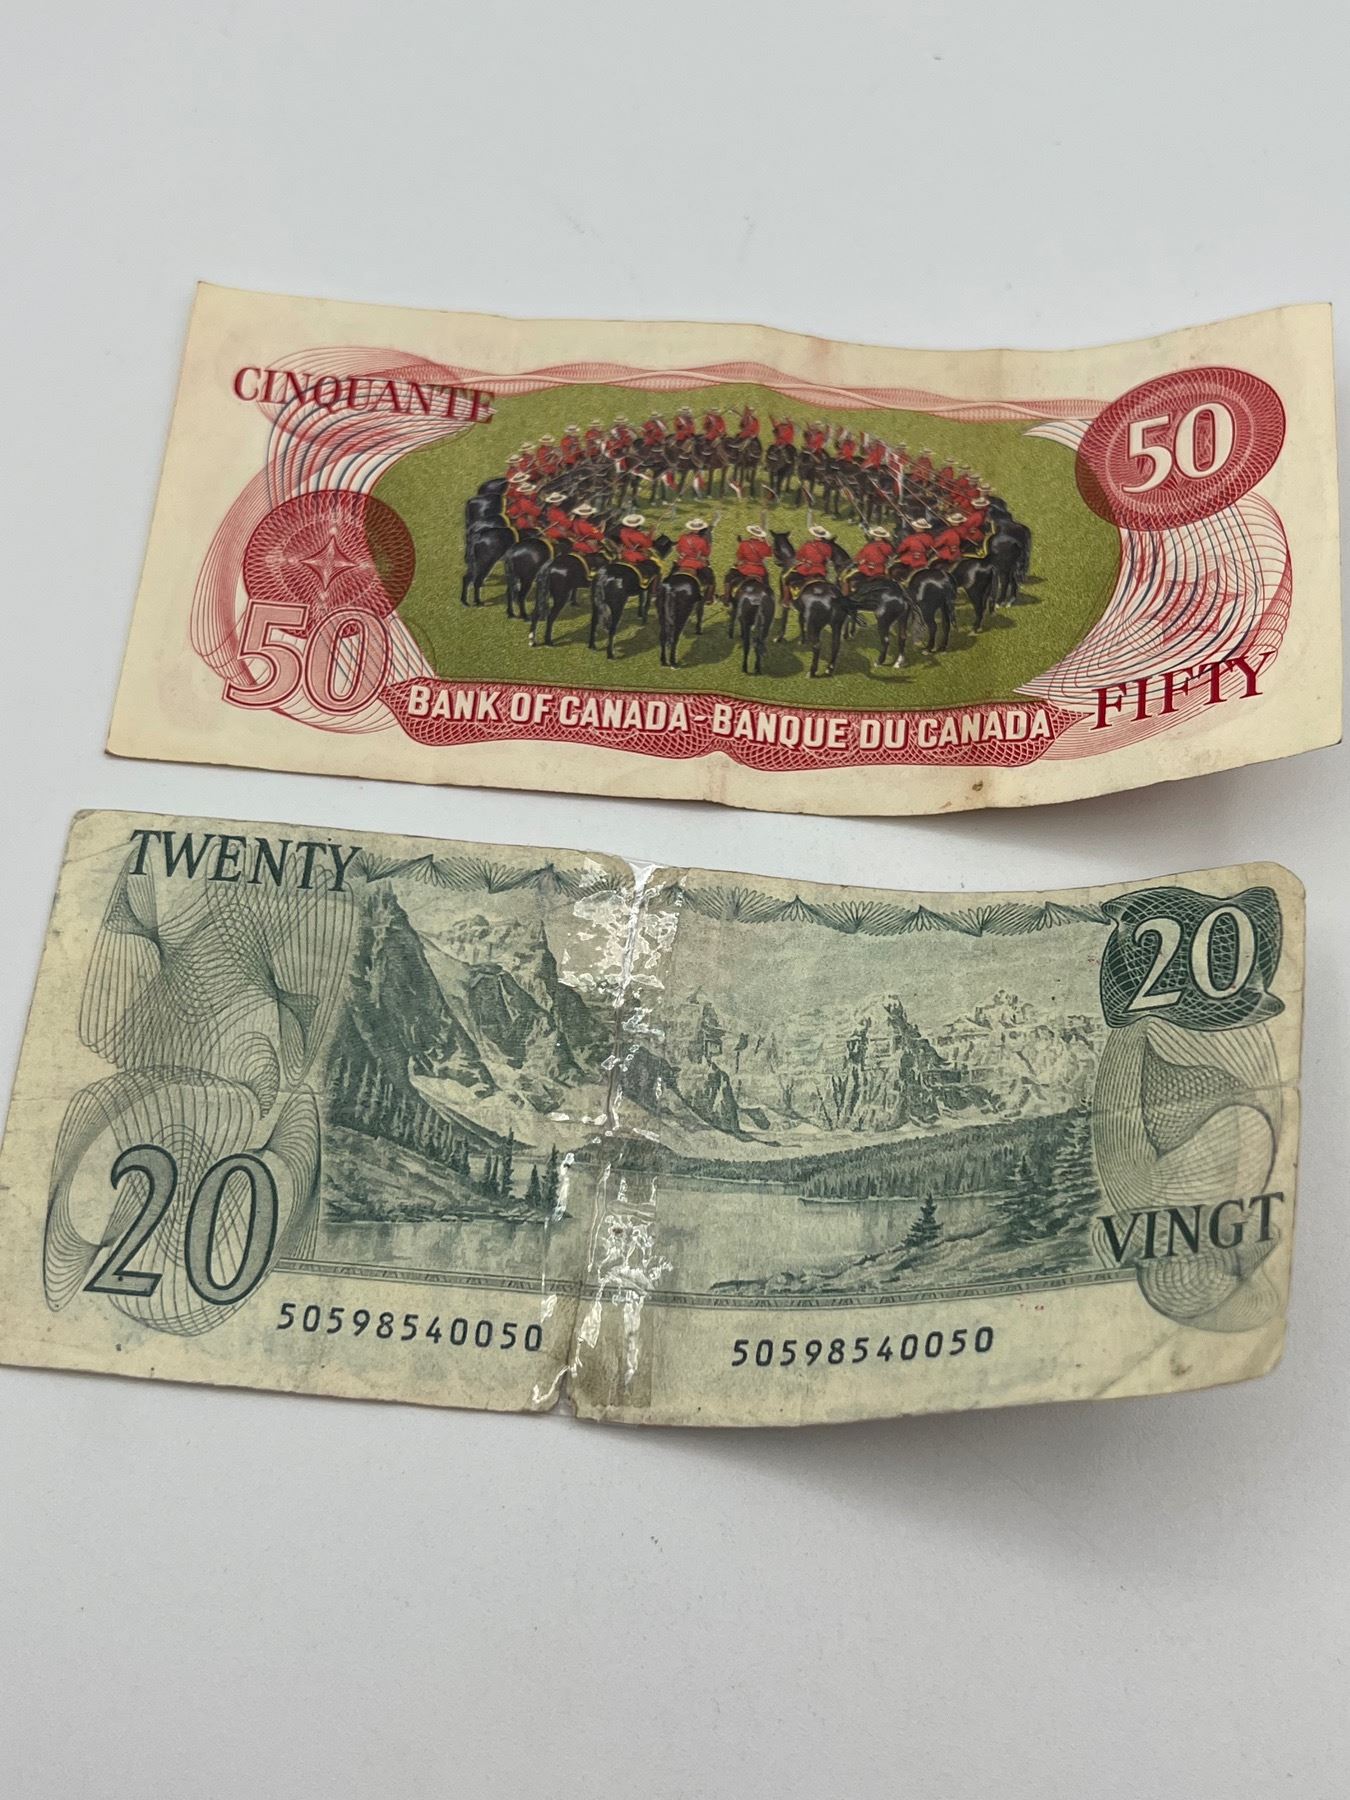 CINQUANTE
50
50
BANK OF CANADA - BANQUE DU CANADA
FIFTY
TWENTY
20
20
VINGT
50598540050
50598540050